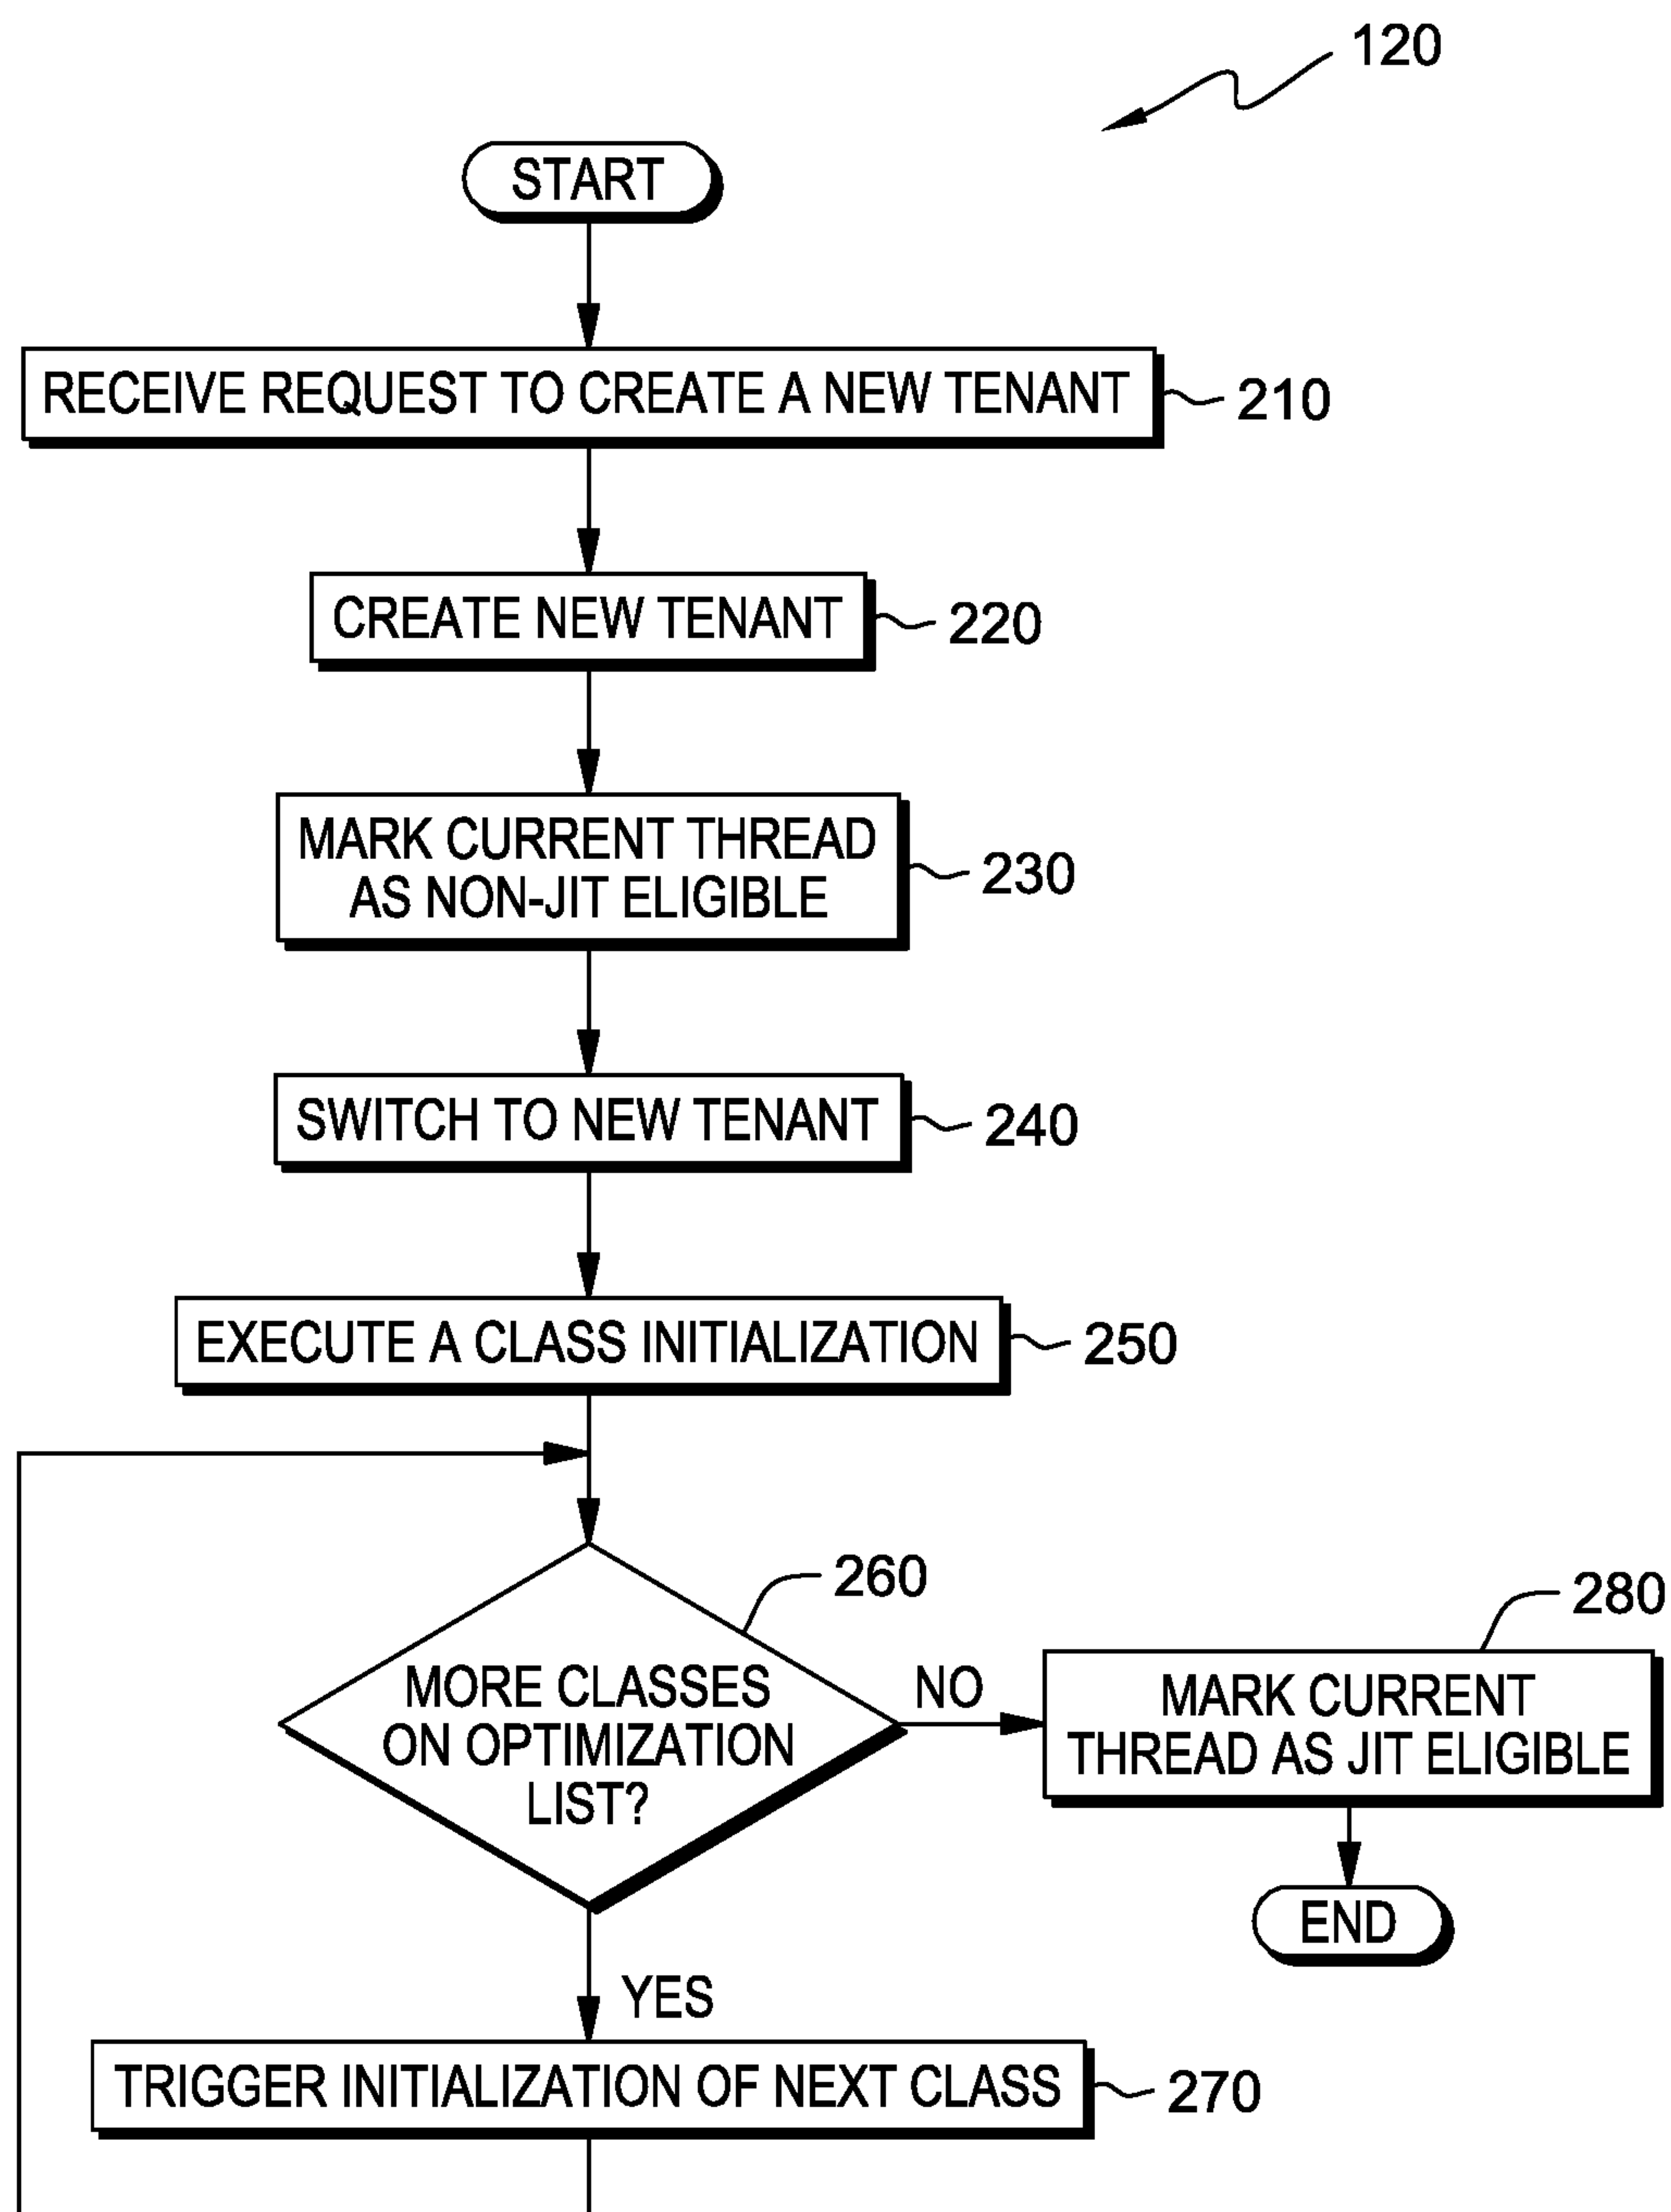 120
START
RECEIVE REQUEST TO CREATE A NEW TENANT
210
CREATE NEW TENANT
220
MARK CURRENT THREAD
AS NON-JIT ELIGIBLE
230
SWITCH TO NEW TENANT
240
EXECUTE A CLASS INITIALIZATION
250
260
MORE CLASSES
ON OPTIMIZATION
LIST?
NO
280
MARK CURRENT
THREAD AS JIT ELIGIBLE
END
YES
TRIGGER INITIALIZATION OF NEXT CLASS
270